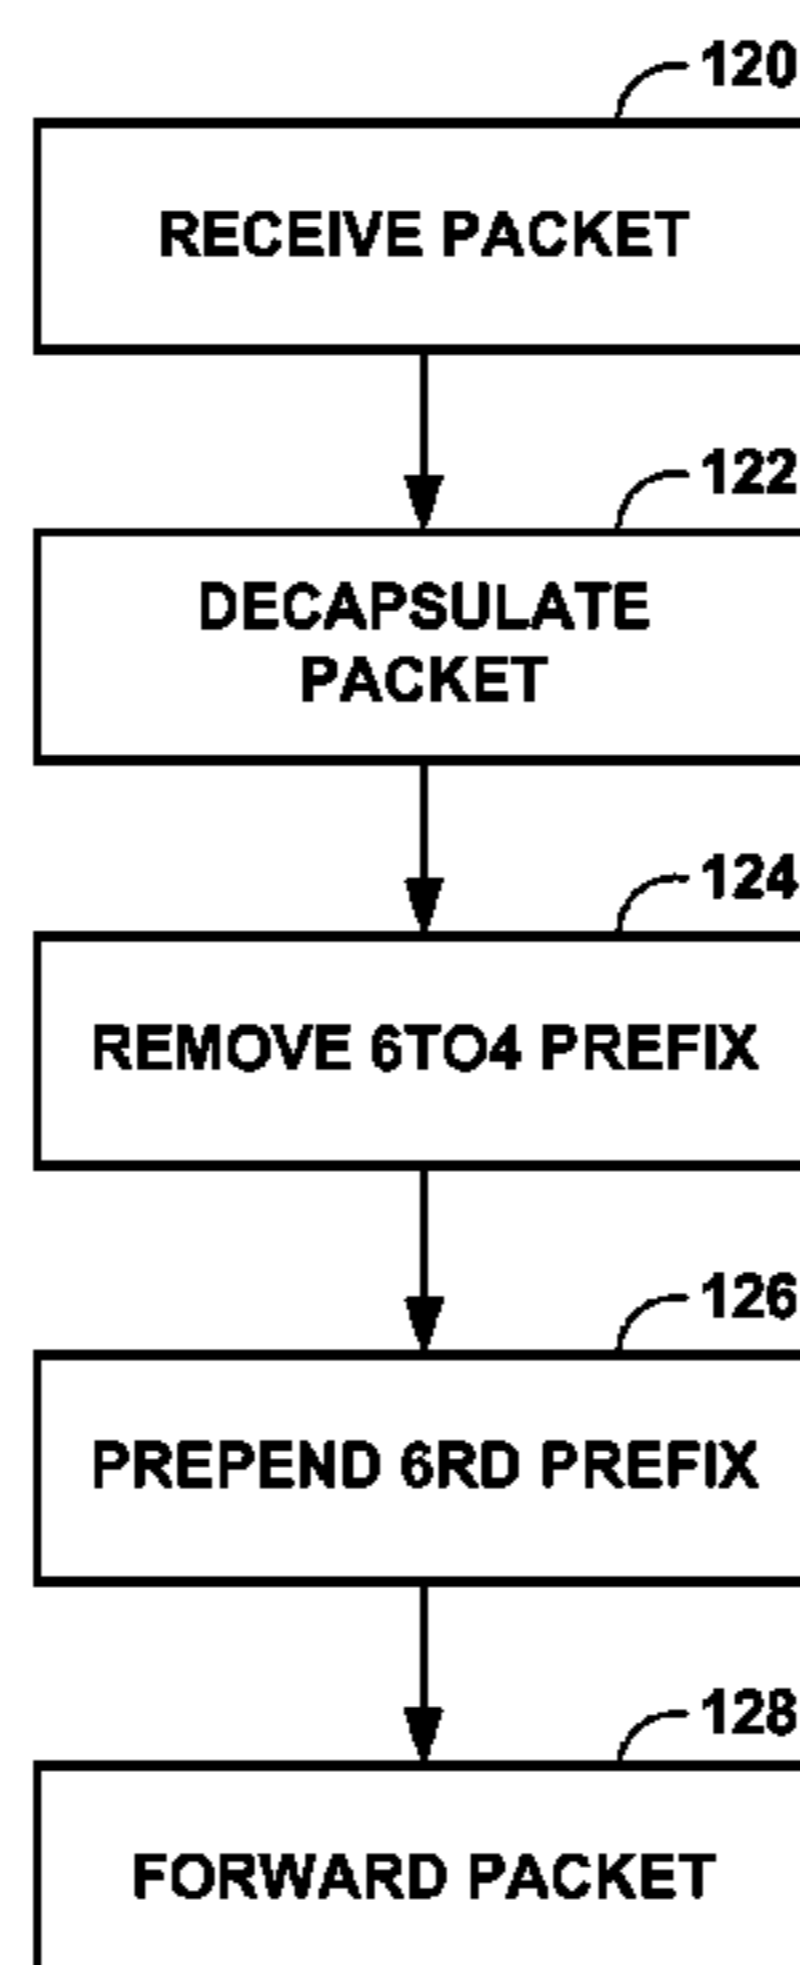 120
RECEIVE PACKET
122
DECAPSULATE
PACKET
124
REMOVE 6TO4 PREFIX
126
PREPEND 6RD PREFIX
128
FORWARD PACKET